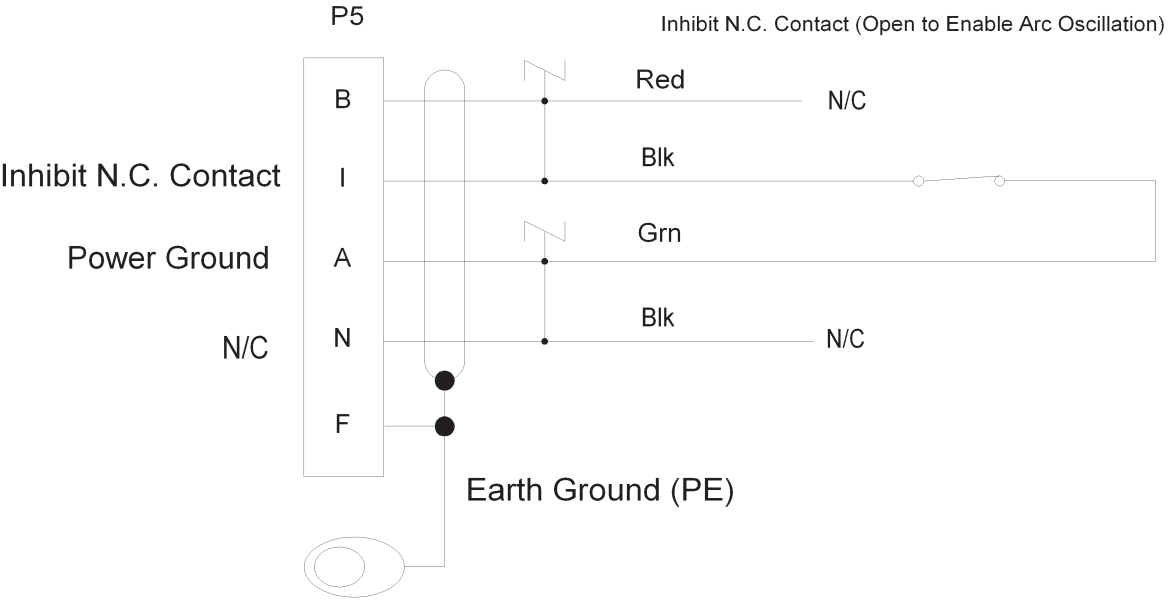 P5
Inhibit N.C. Contact (Open to Enable Arc Oscillation)
B
Red
N/C
Inhibit N.C. Contact
I
Blk
Power Ground
A
Grn
N/C
N
Blk
N/C
F
Earth Ground (PE)